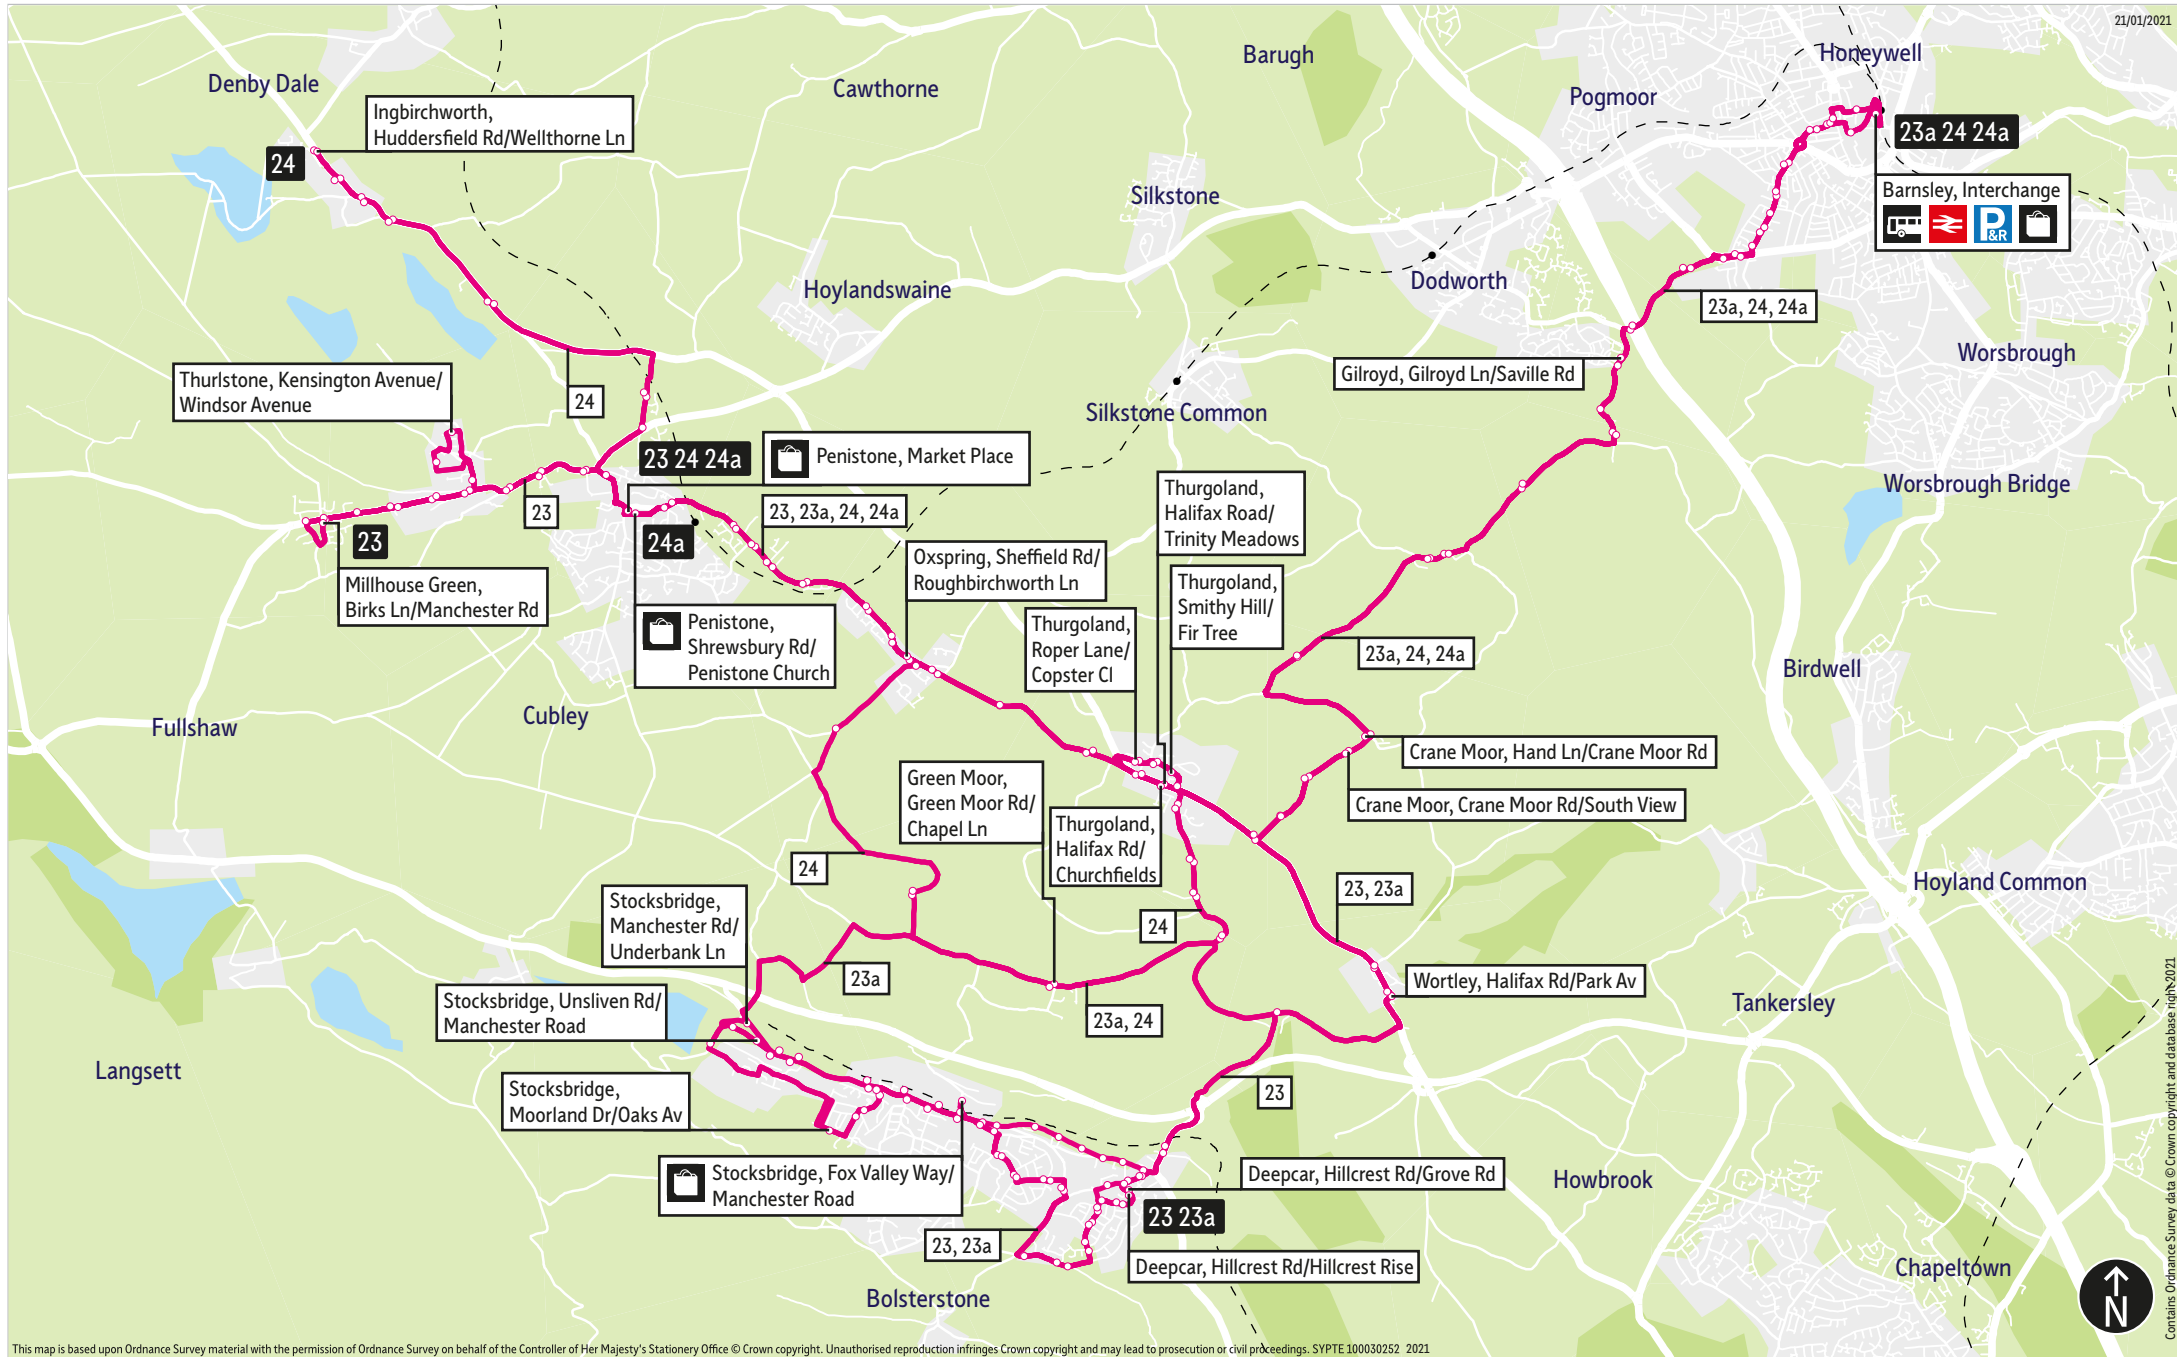 21/01/2021
Honeywell
Barugh
Denby Dale
Cawthorne
Pogmoor
Ingbirchworth,
Huddersfield Rd/Wellthorne Ln
24
23a 24 24a
Silkstone
Barnsley, Interchange
P
&R
Hoylandswaine
Dodworth
23a, 24, 24a
Worsbrough
Gilroyd, Gilroyd Ln/Saville Rd
Thurlstone, Kensington Avenue/
Windsor Avenue
24
Silkstone Common
23 24 24a
Penistone, Market Place
Worsbrough Bridge
Thurgoland,
Halifax Road/
Trinity Meadows
23
23, 23a, 24, 24a
23
24a
Oxspring, Sheffield Rd/
Roughbirchworth Ln
Thurgoland,
Smithy Hill/
Fir Tree
Millhouse Green,
Birks Ln/Manchester Rd
Penistone,
Shrewsbury Rd/
Penistone Church
Thurgoland,
Roper Lane/
Copster Cl
23a, 24, 24a
Birdwell
Cubley
Fullshaw
Crane Moor, Hand Ln/Crane Moor Rd
Green Moor,
Green Moor Rd/
Chapel Ln
Crane Moor, Crane Moor Rd/South View
Thurgoland,
Halifax Rd/
Churchfields
24
23, 23a
Hoyland Common
Stocksbridge,
Manchester Rd/
Underbank Ln
24
23a
Wortley, Halifax Rd/Park Av
Stocksbridge, Unsliven Rd/
Manchester Road
Tankersley
23a, 24
Langsett
Stocksbridge,
Moorland Dr/Oaks Av
23
Stocksbridge, Fox Valley Way/
Manchester Road
Deepcar, Hillcrest Rd/Grove Rd
Howbrook
23 23a
23, 23a
Deepcar, Hillcrest Rd/Hillcrest Rise
Chapeltown
Bolsterstone
N
Contains Ordnance Survey data © Crown copyright and database right 2021
This map is based upon Ordnance Survey material with the permission of Ordnance Survey on behalf of the Controller of Her Majesty's Stationery Office © Crown copyright. Unauthorised reproduction infringes Crown copyright and may lead to prosecution or civil proceedings. SYPTE 100030252 2021